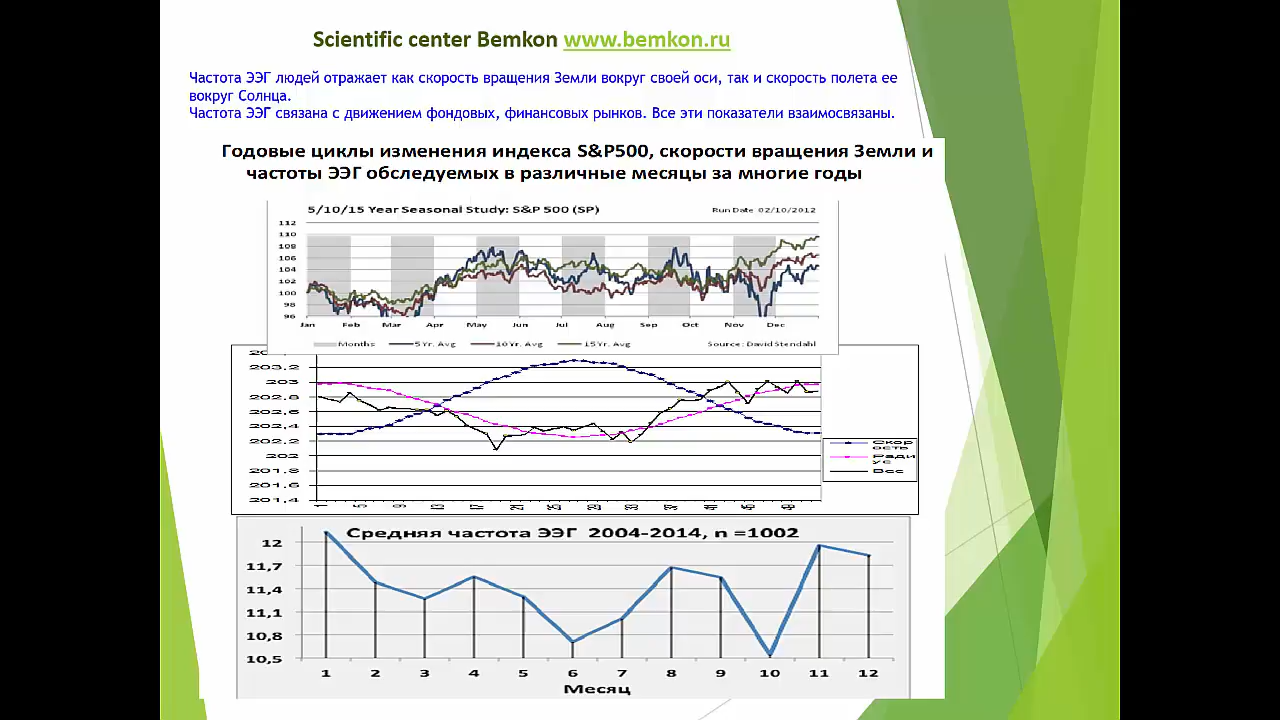 Scientific center Bemkon www.bemkon.ru
Частота ЭЭГ людей отражает как скорость вращения Земли вокруг своей оси, так и скорость полета ее
вокруг Солнца.
Частота ЭЭГ связана с движением фондовых, финансовых рынков. Все эти показатели взаимосвязаны.
Годовые циклы изменения индекса S&P500, скорости вращения Земли и
частоты ЭЭГ обследуемых в различные месяцы за многие годы
5/10/15 Year Seasonal Study: S&P 500 (SP) Run Date 02/10/2012
112
110
108
106
104
102
100
98
96
Jan Feb Mar Apr May Jun Jul Aug Sep Oct Nov Dec
Months 5 Yr. Avg 10 Yr. Avg 15 Yr. Avg Source: David Stendahl
203.2
203
202.8
202.6
202.4
202.2
202
201.8
201.6
201.4
Скор
ость
Ради
ус
Вес
Средняя частота ЭЭГ 2004-2014, n =1002
12
11,7
11,4
11,1
10,8
10,5
1 2 3 4 5 6 7 8 9 10 11 12
Месяц